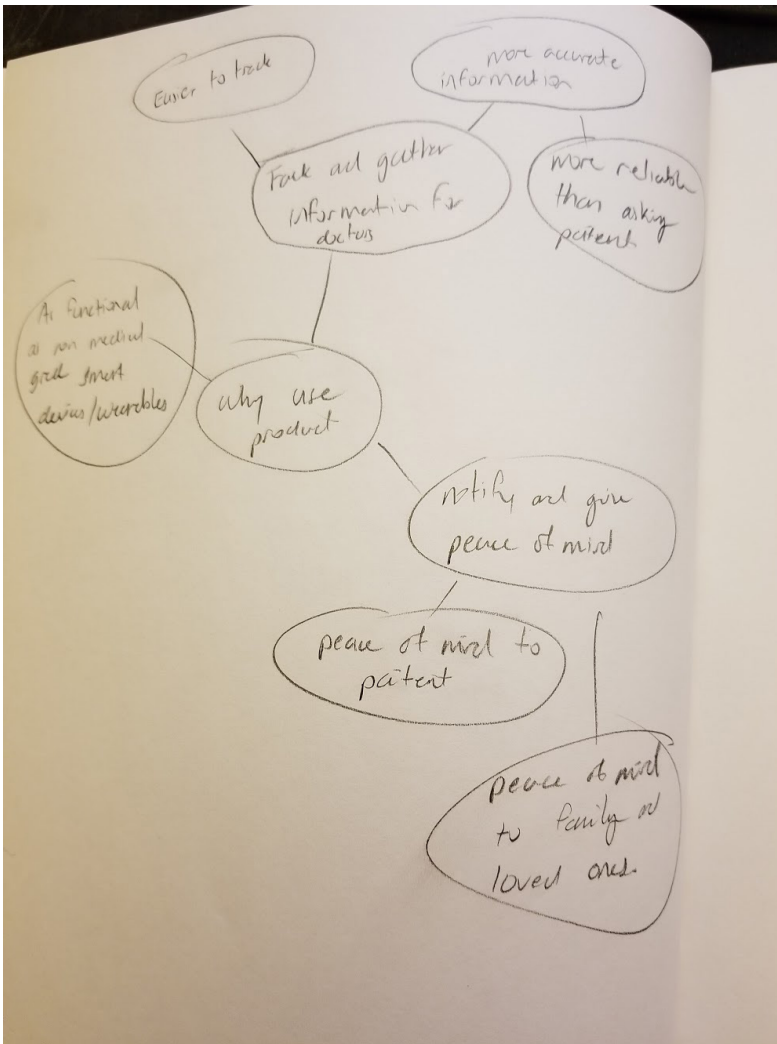 Easier to track
more accurate
information
Track and gather
information for
doctors
more reliable
than asking
patient
As functional
as non medical
grade smart
devices/wearables
why use
product
notify and give
peace of mind
peace of mind to
patient
peace of mind
to family and
loved ones.